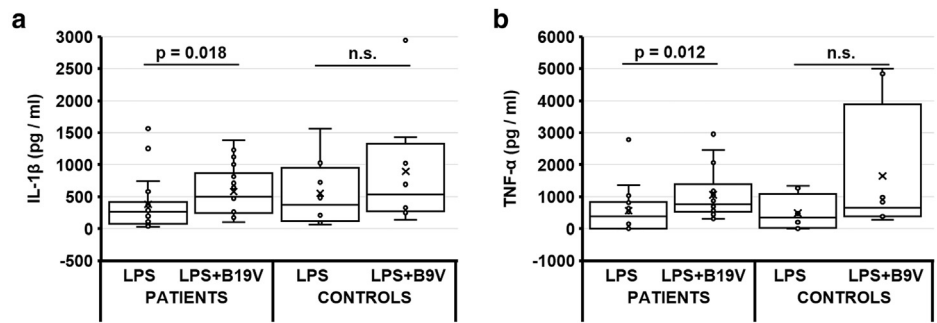 a
IL-1β (pg / ml)
3000
2500
2000
1500
1000
500
0
-500
p = 0.018
n.s.
LPS LPS+B19V LPS LPS+B9V
PATIENTS CONTROLS
b
TNF-α (pg / ml)
6000
5000
4000
3000
2000
1000
0
-1000
p = 0.012
n.s.
LPS LPS+B19V LPS LPS+B9V
PATIENTS CONTROLS